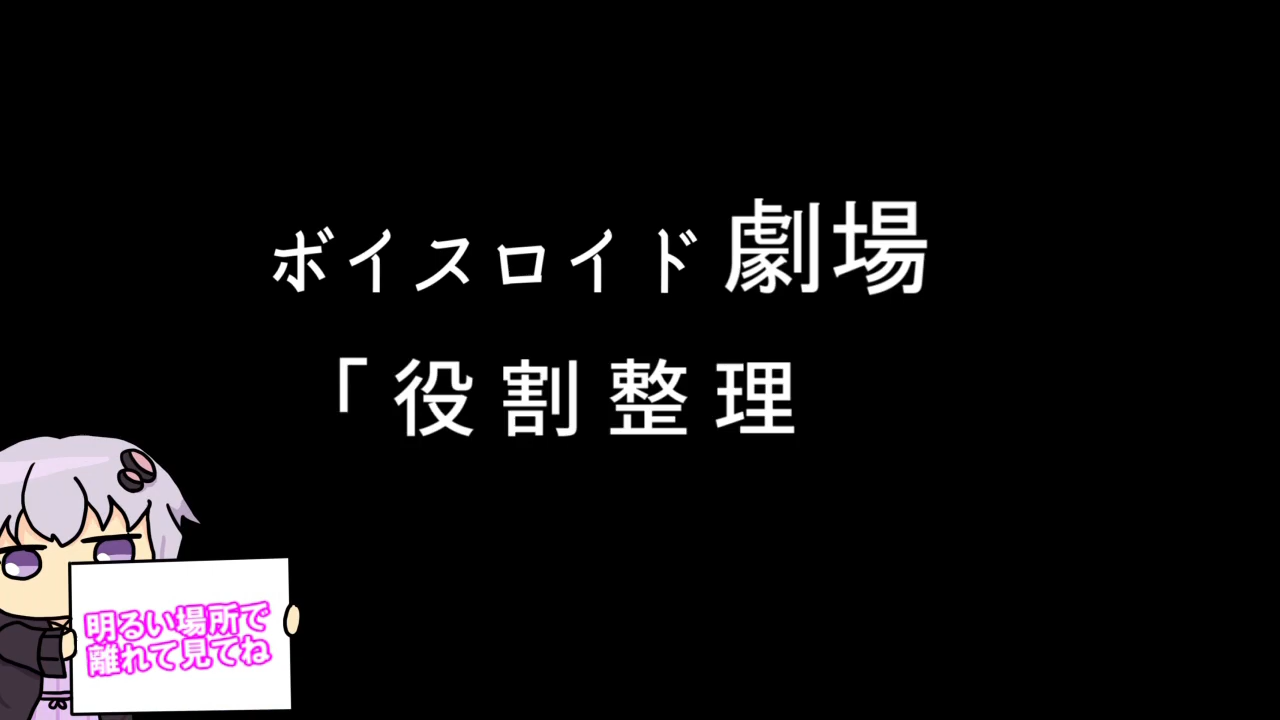 ボイスロイド劇場
「役割整理
明るい場所で
離れて見てね